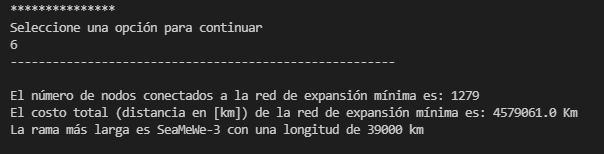 ***************
Seleccione una opción para continuar
6
-------------------------------------------------------
El número de nodos conectados a la red de expansión mínima es: 1279
El costo total (distancia en [km]) de la red de expansión mínima es: 4579061.0 Km
La rama más larga es SeaMeWe-3 con una longitud de 39000 km